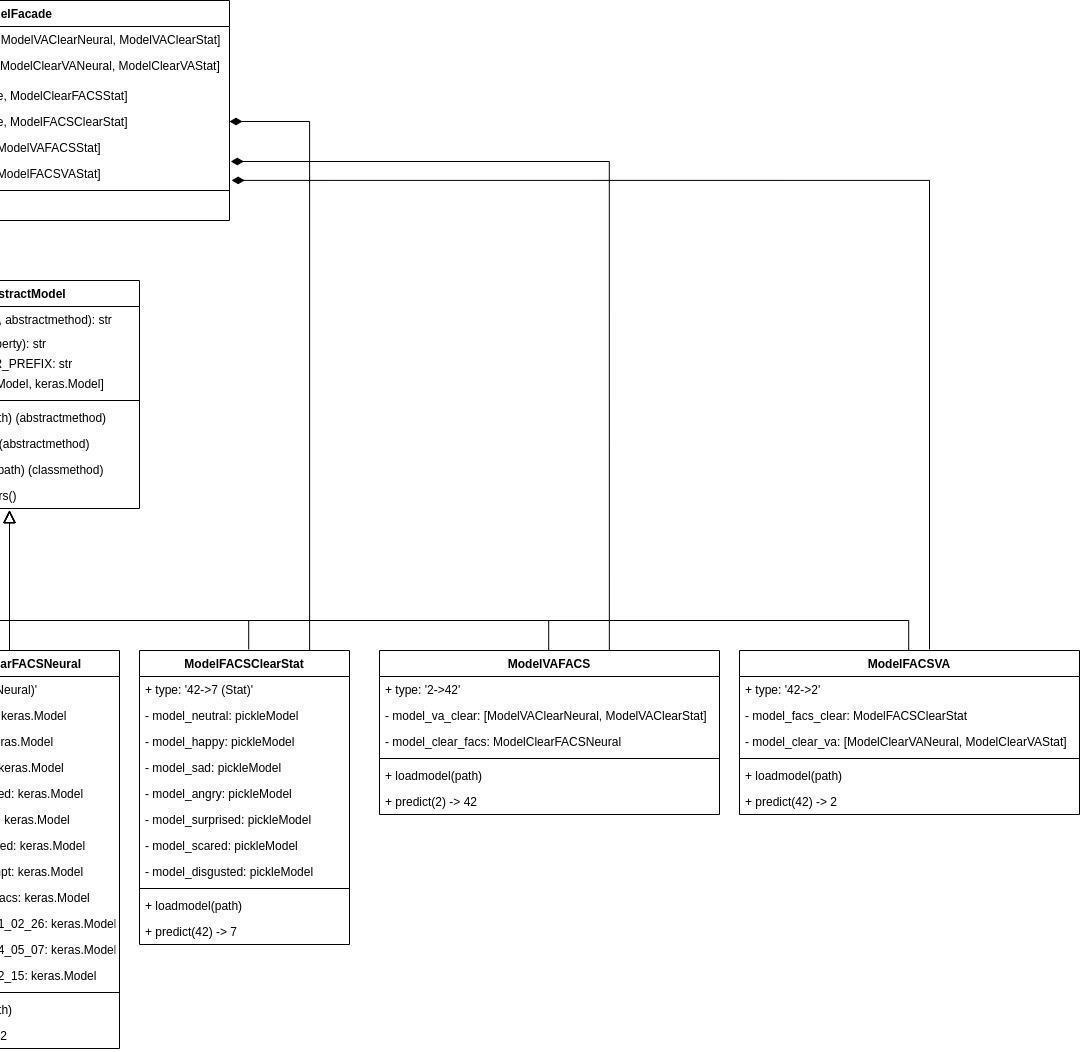 elFacade
ModelVAClearNeural, ModelVAClearStat]
ModelClearVANeural, ModelClearVAStat]
e, ModelClearFACSStat]
e, ModelFACSClearStat]
ModelVAFACSStat]
ModelFACSVAStat]
stractModel
, abstractmethod): str
perty): str
R_PREFIX: str
Model, keras.Model]
th) (abstractmethod)
(abstractmethod)
path) (classmethod)
rs()
arFACSNeural
Neural)'
keras.Model
ras.Model
keras.Model
ed: keras.Model
: keras.Model
ed: keras.Model
pt: keras.Model
acs: keras.Model
1_02_26: keras.Model
4_05_07: keras.Model
2_15: keras.Model
th)
2
ModelFACSClearStat
+ type: '42->7 (Stat)'
- model_neutral: pickleModel
- model_happy: pickleModel
- model_sad: pickleModel
- model_angry: pickleModel
- model_surprised: pickleModel
- model_scared: pickleModel
- model_disgusted: pickleModel
+ loadmodel(path)
+ predict(42) -> 7
ModelVAFACS
+ type: '2->42'
- model_va_clear: [ModelVAClearNeural, ModelVAClearStat]
- model_clear_facs: ModelClearFACSNeural
+ loadmodel(path)
+ predict(2) -> 42
ModelFACSVA
+ type: '42->2'
- model_facs_clear: ModelFACSClearStat
- model_clear_va: [ModelClearVANeural, ModelClearVAStat]
+ loadmodel(path)
+ predict(42) -> 2